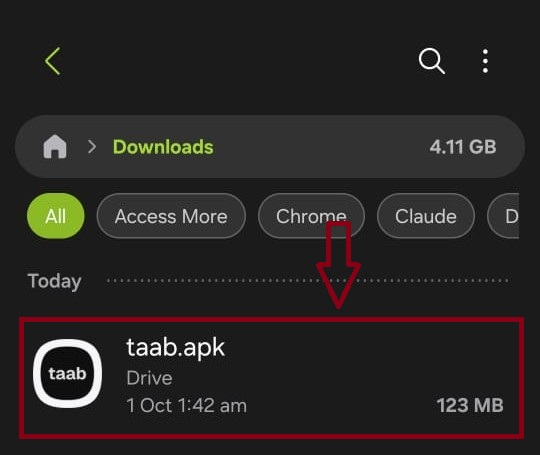 Downloads 4.11 GB
All Access More Chrome Claude D
Today
taab taab.apk
Drive
1 Oct 1:42 am 123 MB